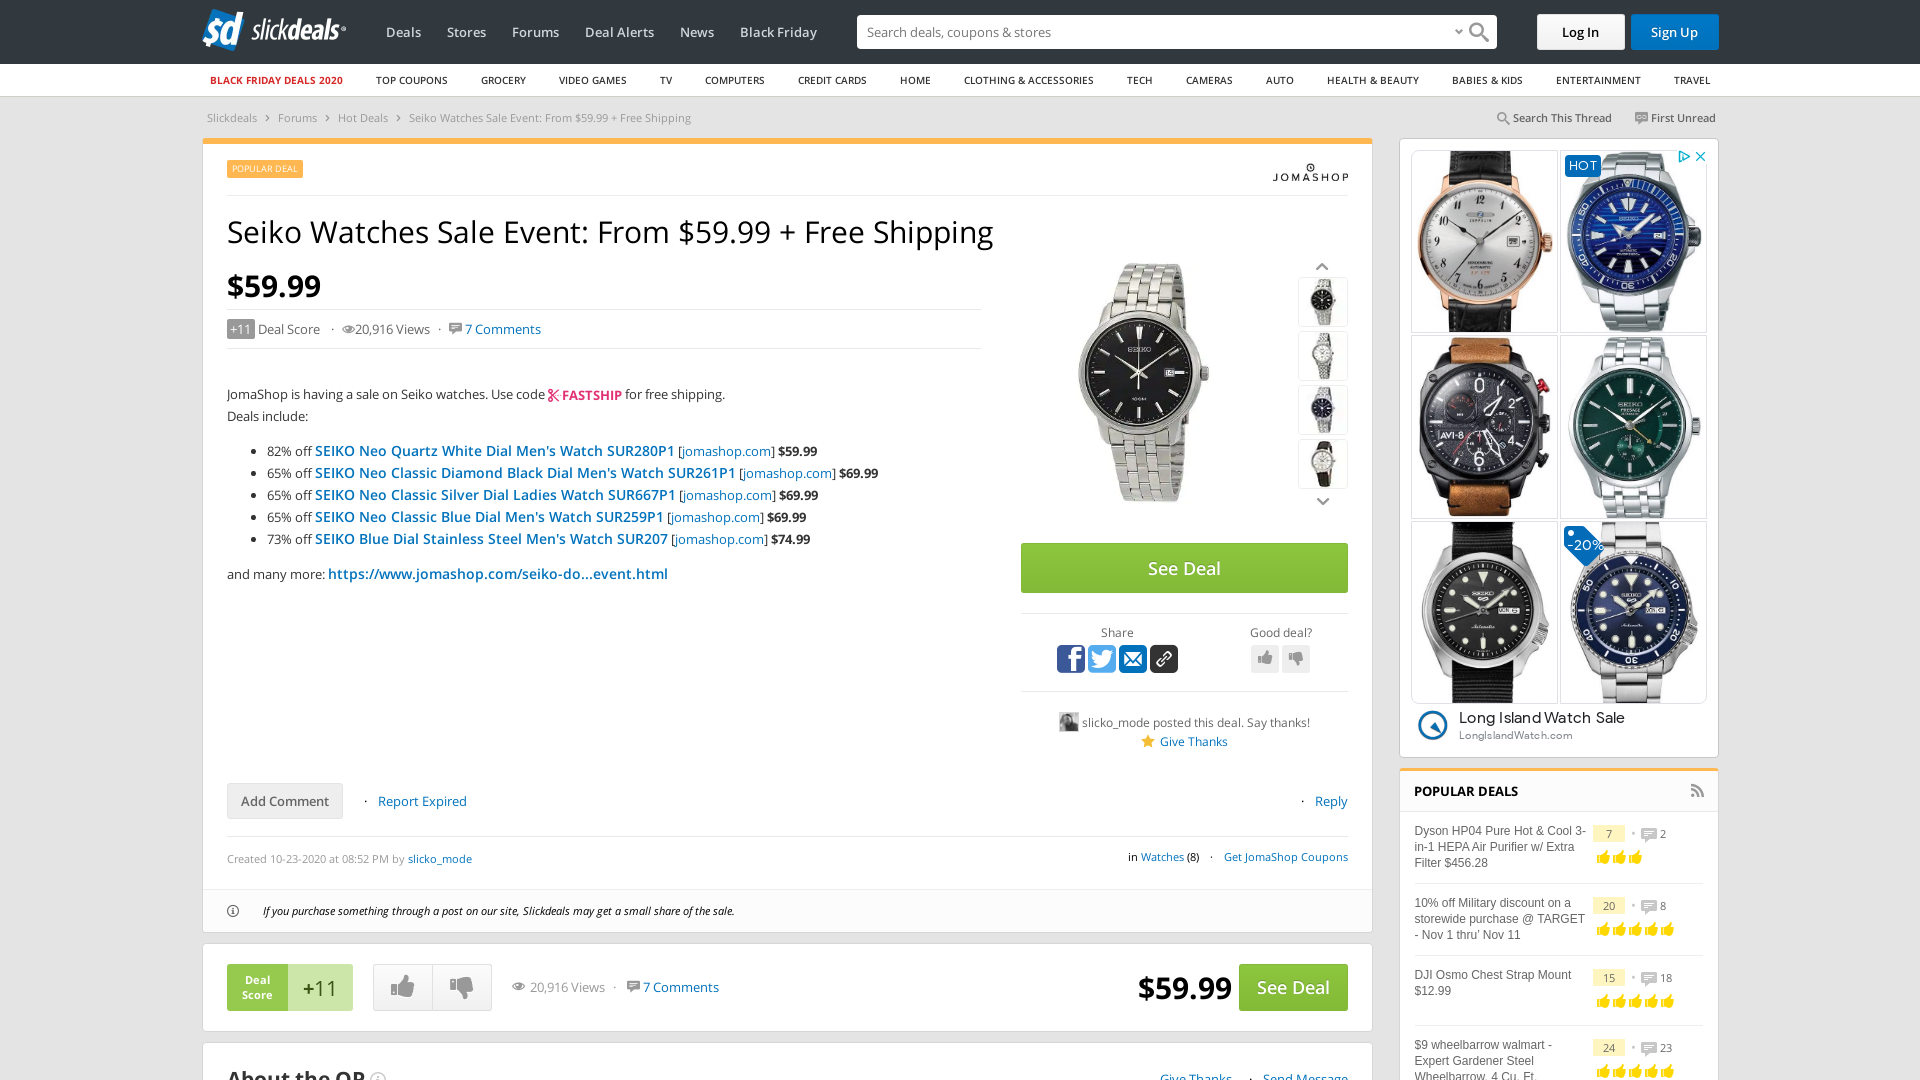 slickdeals
Deals
Stores
Forums
Deal Alerts
News
Black Friday
Search deals, coupons & stores
Log In
Sign Up
BLACK FRIDAY DEALS 2020
TOP COUPONS
GROCERY
VIDEO GAMES
TV
COMPUTERS
CREDIT CARDS
HOME
CLOTHING & ACCESSORIES
TECH
CAMERAS
AUTO
HEALTH & BEAUTY
BABIES & KIDS
ENTERTAINMENT
TRAVEL
Slickdeals › Forums › Hot Deals › Seiko Watches Sale Event: From $59.99 + Free Shipping
Search This Thread
First Unread
POPULAR DEAL
JOMASHOP
Seiko Watches Sale Event: From $59.99 + Free Shipping
$59.99
+11 Deal Score · 20,916 Views · 7 Comments
JomaShop is having a sale on Seiko watches. Use code FASTSHIP for free shipping.
Deals include:
82% off SEIKO Neo Quartz White Dial Men's Watch SUR280P1 [jomashop.com] $59.99
65% off SEIKO Neo Classic Diamond Black Dial Men's Watch SUR261P1 [jomashop.com] $69.99
65% off SEIKO Neo Classic Silver Dial Ladies Watch SUR667P1 [jomashop.com] $69.99
65% off SEIKO Neo Classic Blue Dial Men's Watch SUR259P1 [jomashop.com] $69.99
73% off SEIKO Blue Dial Stainless Steel Men's Watch SUR207 [jomashop.com] $74.99
and many more: https://www.jomashop.com/seiko-do...event.html
SEIKO
See Deal
Share
Good deal?
slicko_mode posted this deal. Say thanks!
Give Thanks
Add Comment
· Report Expired
· Reply
Created 10-23-2020 at 08:52 PM by slicko_mode
in Watches (8) · Get JomaShop Coupons
If you purchase something through a post on our site, Slickdeals may get a small share of the sale.
Deal
Score
+11
20,916 Views · 7 Comments
$59.99
See Deal
About the OP
Give Thanks · Send Message
HOT
AVI-8
-20%
Long Island Watch Sale
LongIslandWatch.com
POPULAR DEALS
Dyson HP04 Pure Hot & Cool 3-
in-1 HEPA Air Purifier w/ Extra
Filter $456.28
7 • 2
10% off Military discount on a
storewide purchase @ TARGET
- Nov 1 thru' Nov 11
20 • 8
DJI Osmo Chest Strap Mount
$12.99
15 • 18
$9 wheelbarrow walmart -
Expert Gardener Steel
Wheelbarrow, 4 Cu. Ft.
24 • 23